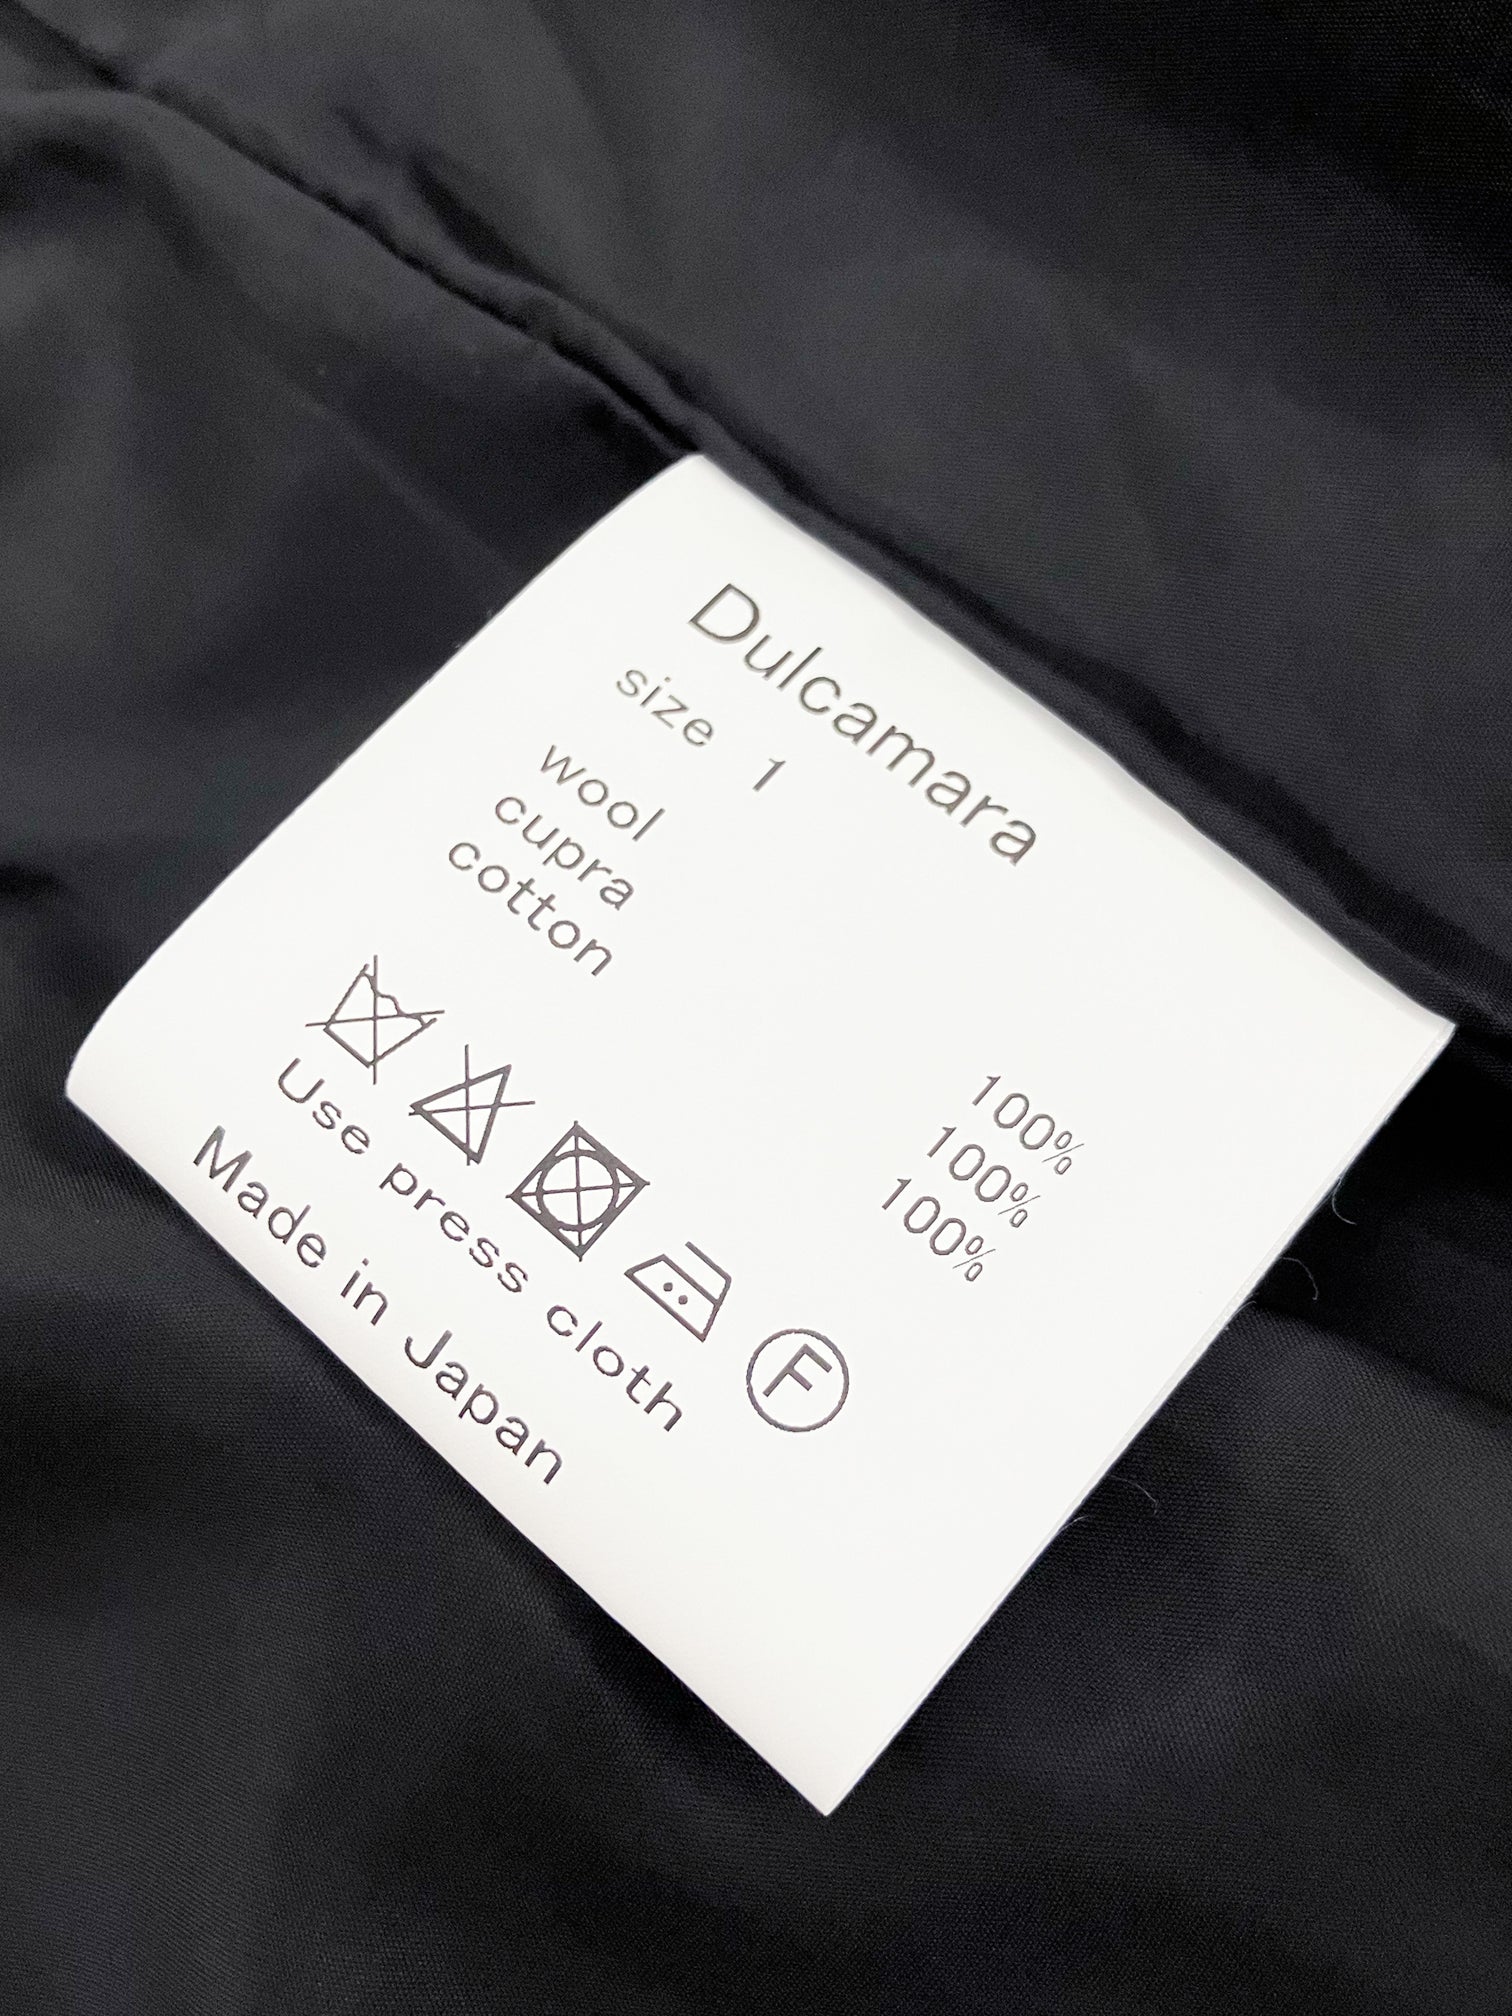 Dulcamara
size 1
wool 100%
cupra 100%
cotton 100%
F
Use press cloth
Made in Japan